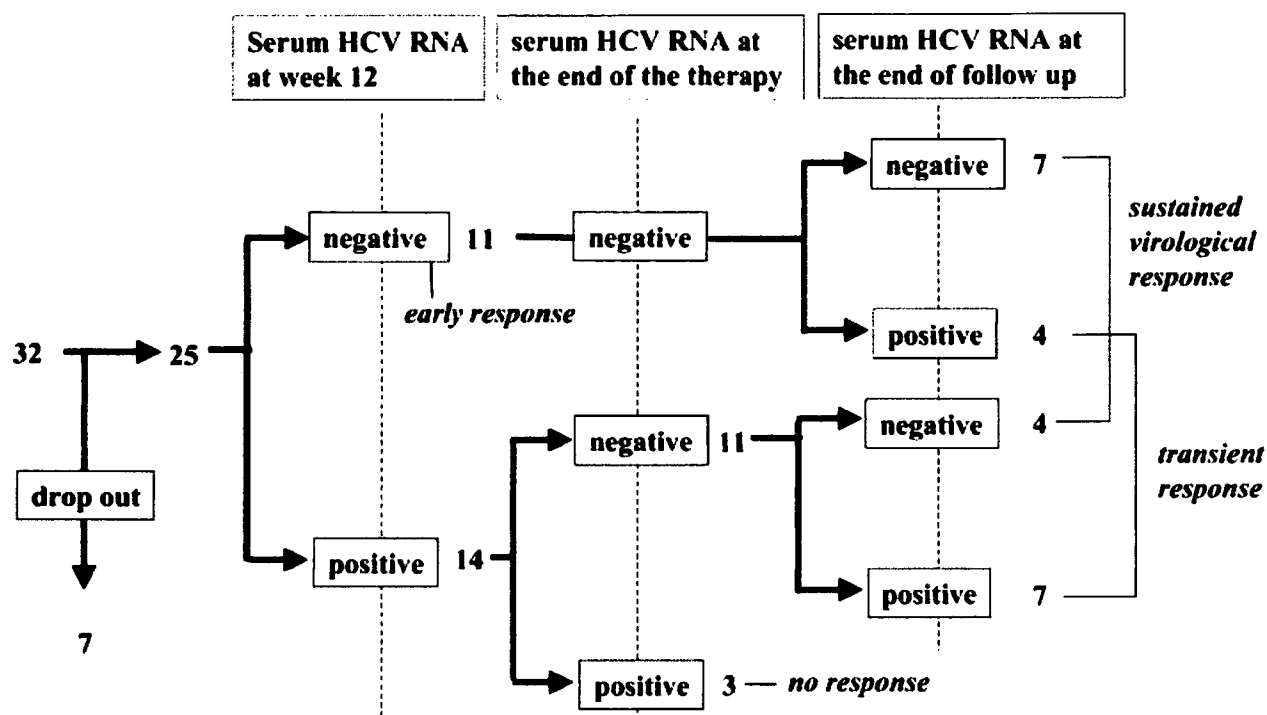 Serum HCV RNA
at week 12
serum HCV RNA at
the end of the therapy
serum HCV RNA at
the end of follow up
negative 7
sustained
virological
response
negative 11
negative
early response
positive 4
32
25
negative 4
negative 11
transient
response
drop out
positive 14
positive 7
7
positive 3
no response